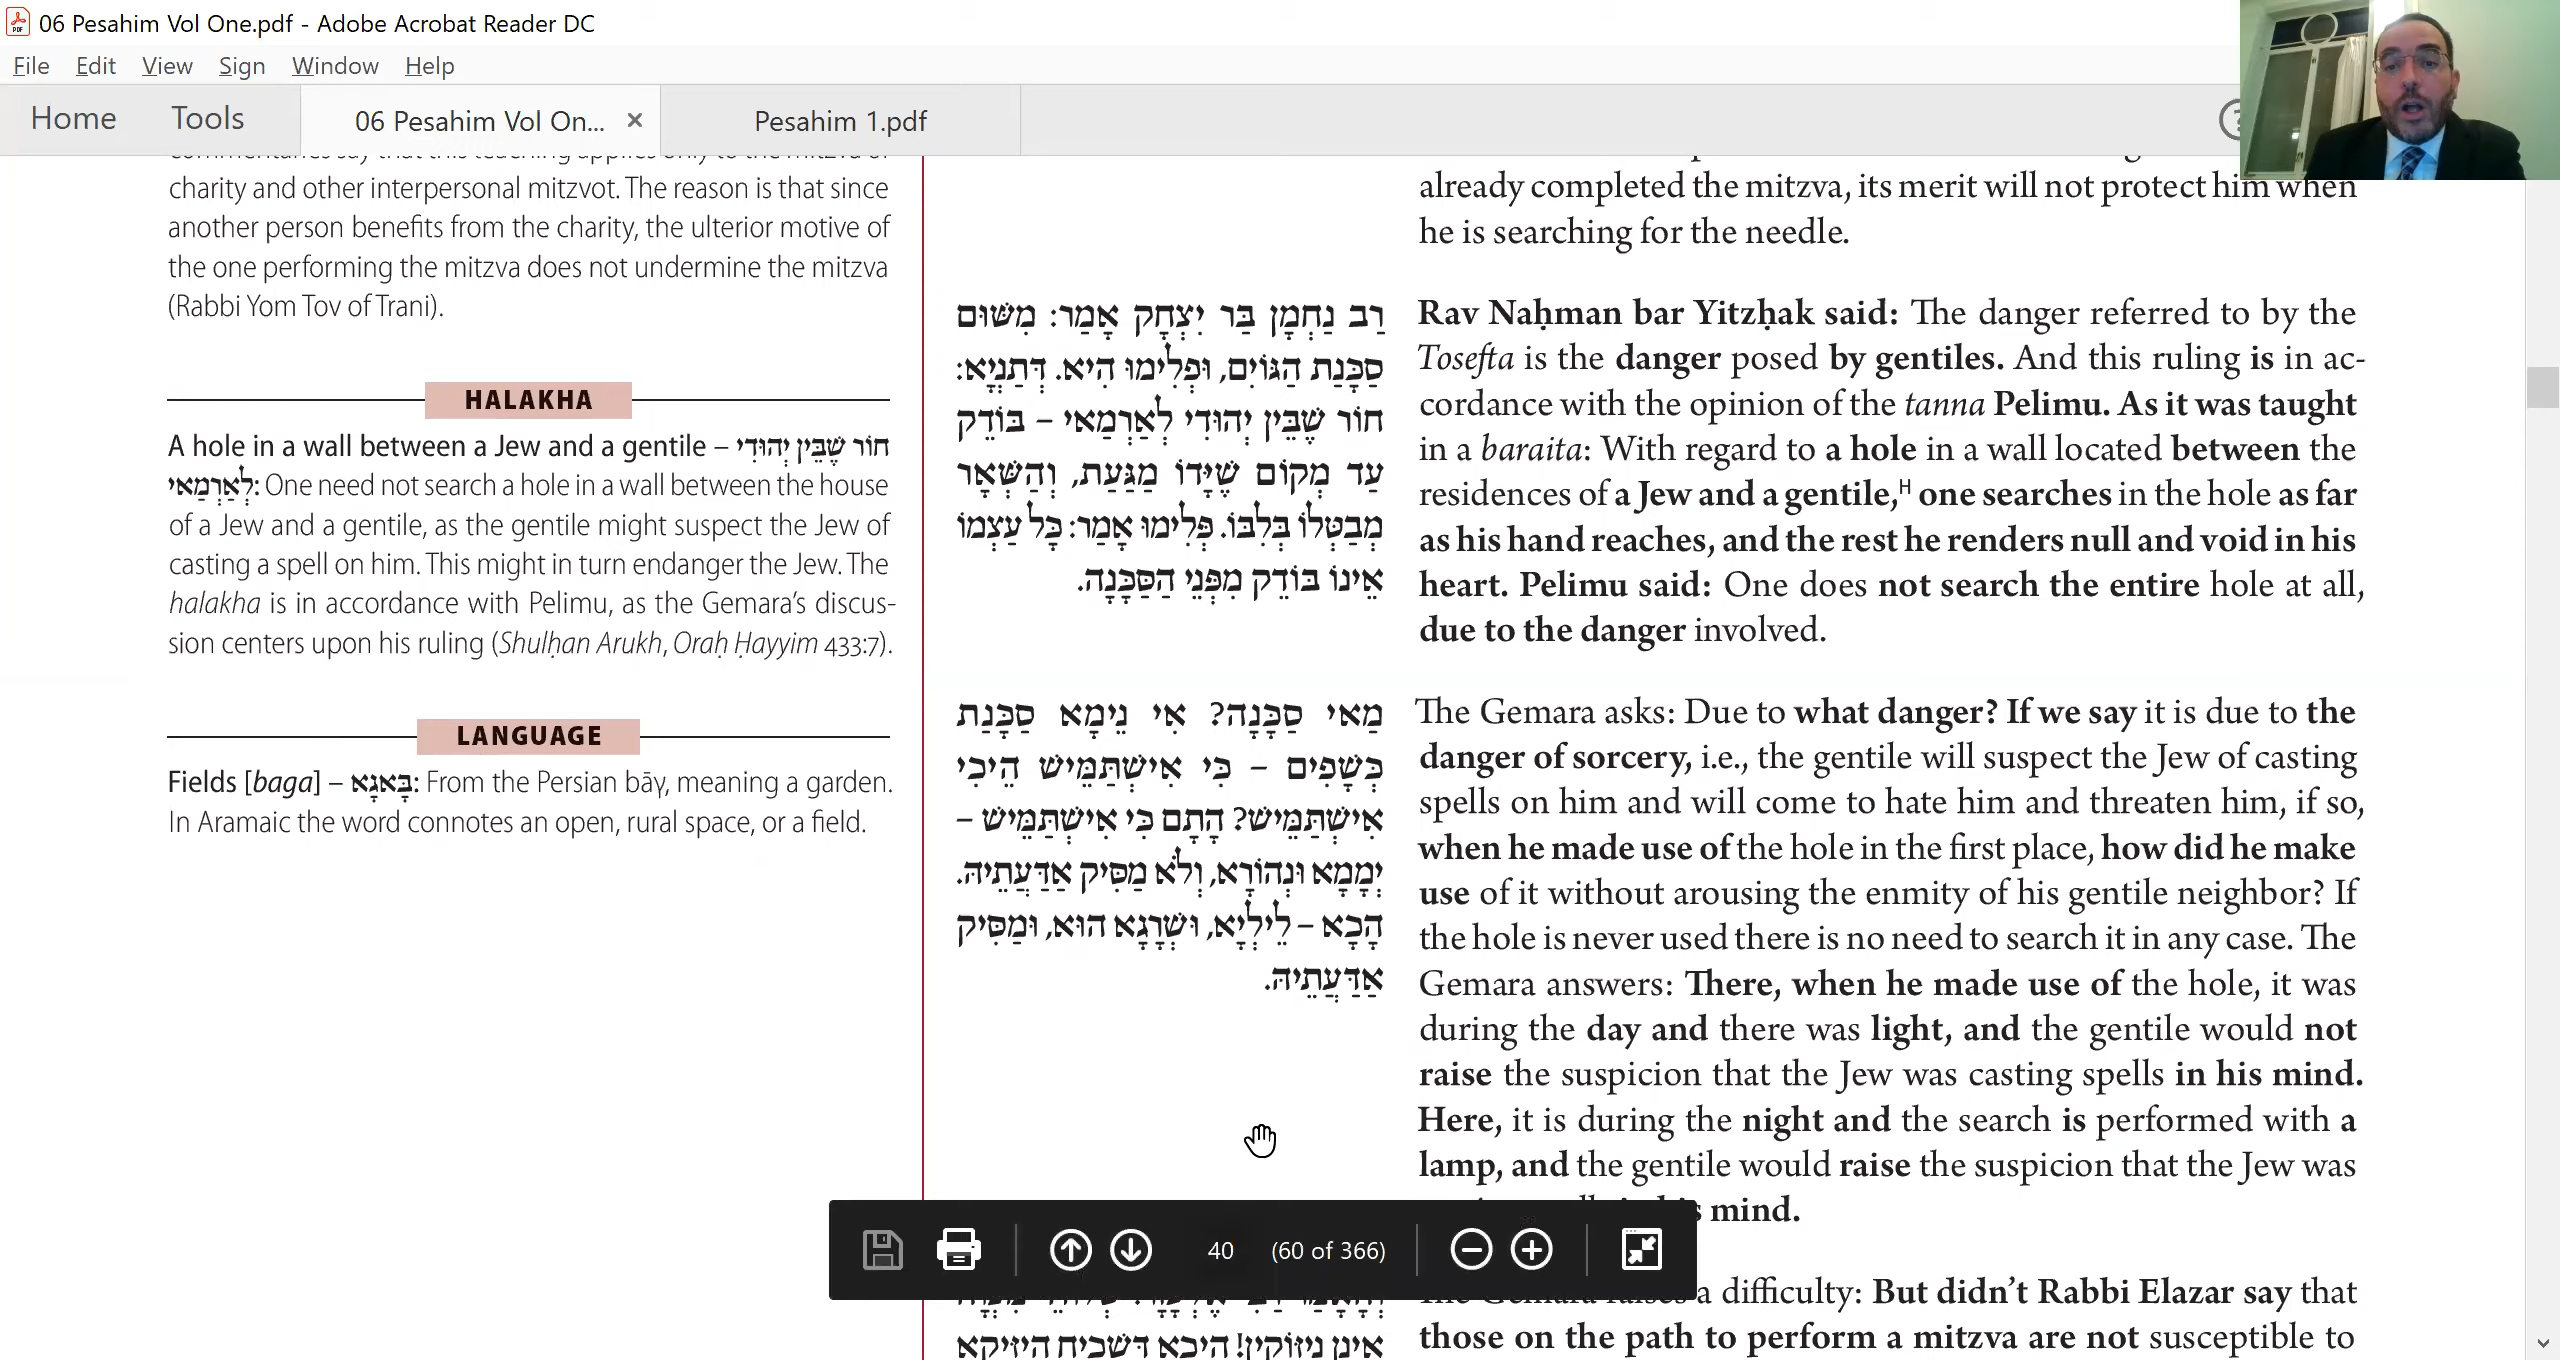 06 Pesahim Vol One.pdf - Adobe Acrobat Reader DC
File Edit View Sign Window Help
Home Tools 06 Pesahim Vol On... × Pesahim 1.pdf
commentaries say that this teaching applies only to the mitzva of
charity and other interpersonal mitzvot. The reason is that since
another person benefits from the charity, the ulterior motive of
the one performing the mitzva does not undermine the mitzva
(Rabbi Yom Tov of Trani).
HALAKHA
A hole in a wall between a Jew and a gentile – חוֹר שֶׁבֵּין יְהוּדִי
לְאַרְמַאי: One need not search a hole in a wall between the house
of a Jew and a gentile, as the gentile might suspect the Jew of
casting a spell on him. This might in turn endanger the Jew. The
halakha is in accordance with Pelimu, as the Gemara's discus-
sion centers upon his ruling (Shulḥan Arukh, Oraḥ Ḥayyim 433:7).
LANGUAGE
Fields [baga] – בָּאגָא: From the Persian bāγ, meaning a garden.
In Aramaic the word connotes an open, rural space, or a field.
רַב נַחְמָן בַּר יִצְחָק אָמַר: מִשּׁוּם
סַכָּנַת הַגּוֹיִם, וּפְלִימוּ הִיא. דְּתַנְיָא:
חוֹר שֶׁבֵּין יְהוּדִי לְאַרְמַאי – בּוֹדֵק
עַד מְקוֹם שֶׁיָּדוֹ מַגַּעַת, וְהַשְּׁאָר
מְבַטְּלוֹ בְּלִבּוֹ. פְּלִימוּ אָמַר: כָּל עַצְמוֹ
אֵינוֹ בּוֹדֵק מִפְּנֵי הַסַּכָּנָה.
מַאי סַכָּנָה? אִי נֵימָא סַכָּנַת
כְּשָׁפִים – כִּי אִישְׁתַּמֵּישׁ הֵיכִי
אִישְׁתַּמֵּישׁ? הָתָם כִּי אִישְׁתַּמֵּישׁ –
יְמָמָא וּנְהוֹרָא, וְלֹא מַסִּיק אַדַּעֲתֵיהּ.
הָכָא – לֵילְיָא, וּשְׁרָגָא הוּא, וּמַסִּיק
אַדַּעֲתֵיהּ.
אֵינָן נִיזּוֹקִין! הֵיכָא דִּשְׁכִיחַ הֶיזֵּיקָא
already completed the mitzva, its merit will not protect him when
he is searching for the needle.
Rav Naḥman bar Yitzḥak said: The danger referred to by the
Tosefta is the danger posed by gentiles. And this ruling is in ac-
cordance with the opinion of the tanna Pelimu. As it was taught
in a baraita: With regard to a hole in a wall located between the
residences of a Jew and a gentile,ᴴ one searches in the hole as far
as his hand reaches, and the rest he renders null and void in his
heart. Pelimu said: One does not search the entire hole at all,
due to the danger involved.
The Gemara asks: Due to what danger? If we say it is due to the
danger of sorcery, i.e., the gentile will suspect the Jew of casting
spells on him and will come to hate him and threaten him, if so,
when he made use of the hole in the first place, how did he make
use of it without arousing the enmity of his gentile neighbor? If
the hole is never used there is no need to search it in any case. The
Gemara answers: There, when he made use of the hole, it was
during the day and there was light, and the gentile would not
raise the suspicion that the Jew was casting spells in his mind.
Here, it is during the night and the search is performed with a
lamp, and the gentile would raise the suspicion that the Jew was
mind.
a difficulty: But didn't Rabbi Elazar say that
those on the path to perform a mitzva are not susceptible to
40 (60 of 366)